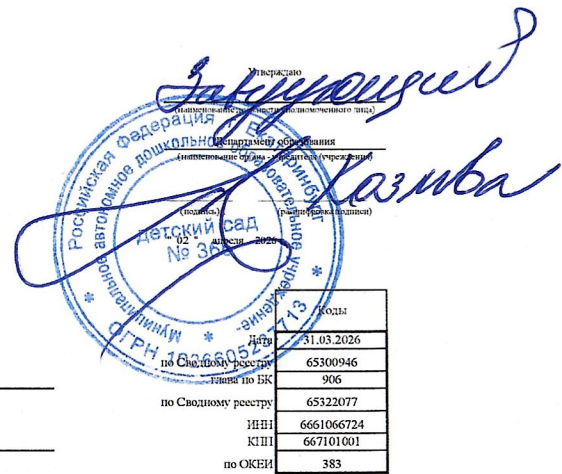 Утверждаю
Заведующий
(наименование должности уполномоченного лица)
Департамент образования
(наименование органа - учредителя (учреждения)
(подпись) (расшифровка подписи)
" 02 " апреля 2026 г.
Российская Федерация г. Екатеринбург
Муниципальное автономное дошкольное образовательное учреждение
детский сад
№ 36
ОГРН
Коды
Дата 31.03.2026
по Сводному реестру 65300946
глава по БК 906
по Сводному реестру 65322077
ИНН 6661066724
КПП 667101001
по ОКЕИ 383